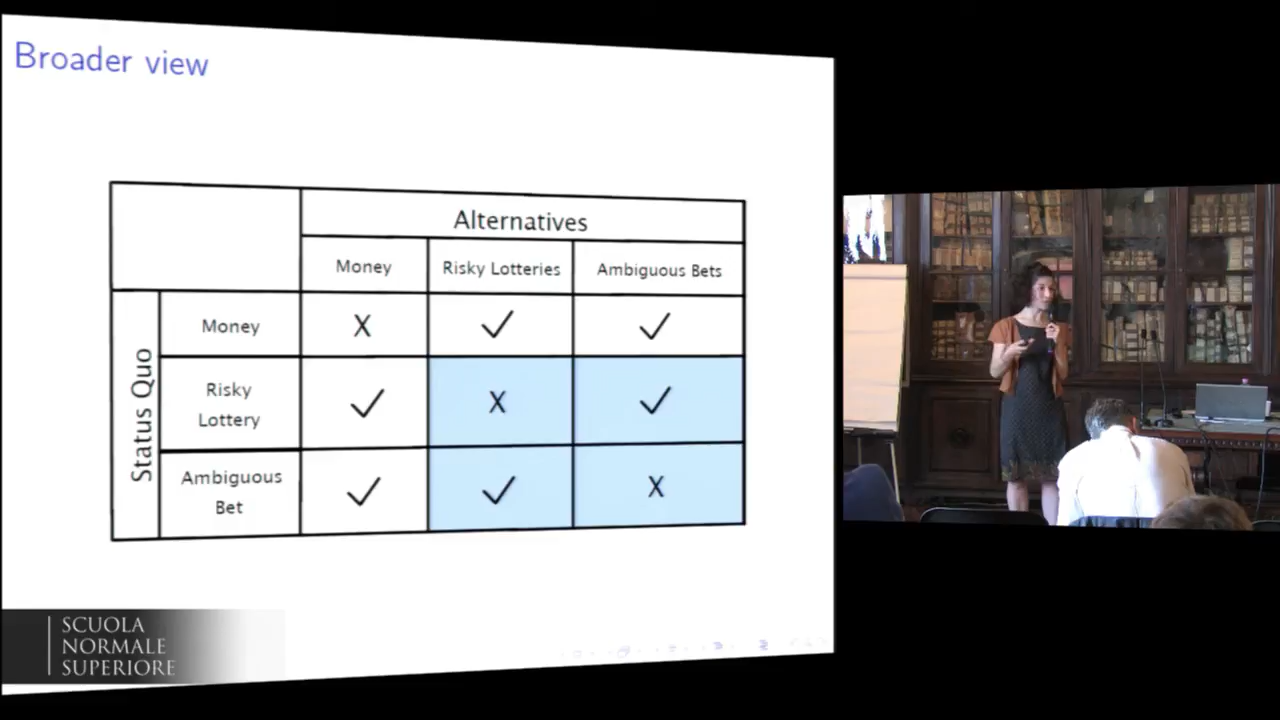 Broader view
Alternatives
Money Risky Lotteries Ambiguous Bets
Status Quo
Money X ✓ ✓
Risky
Lottery ✓ X ✓
Ambiguous
Bet ✓ ✓ X
SCUOLA
NORMALE
SUPERIORE